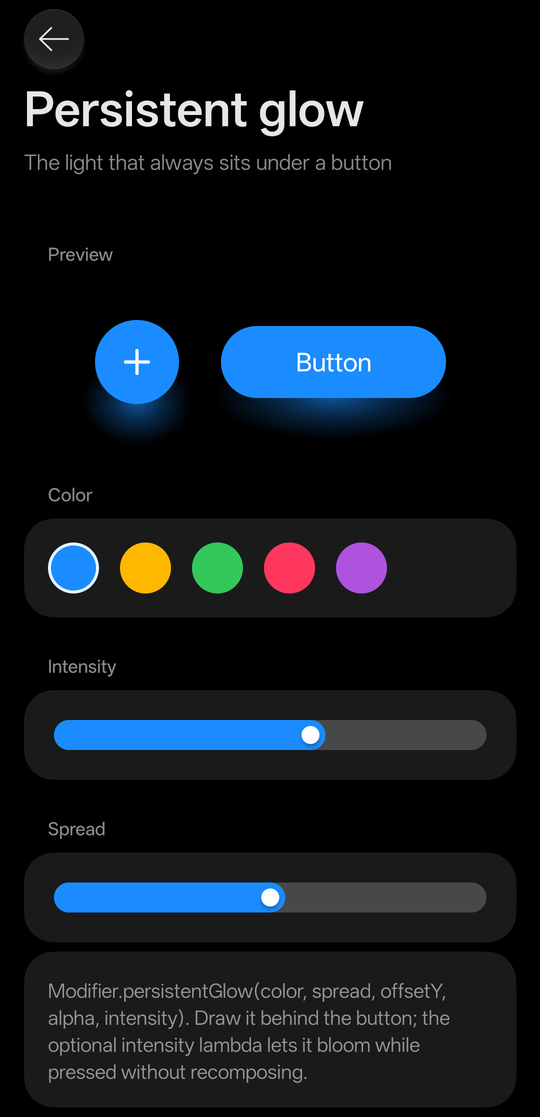 Persistent glow
The light that always sits under a button
Preview
Button
Color
Intensity
Spread
Modifier.persistentGlow(color, spread, offsetY,
alpha, intensity). Draw it behind the button; the
optional intensity lambda lets it bloom while
pressed without recomposing.